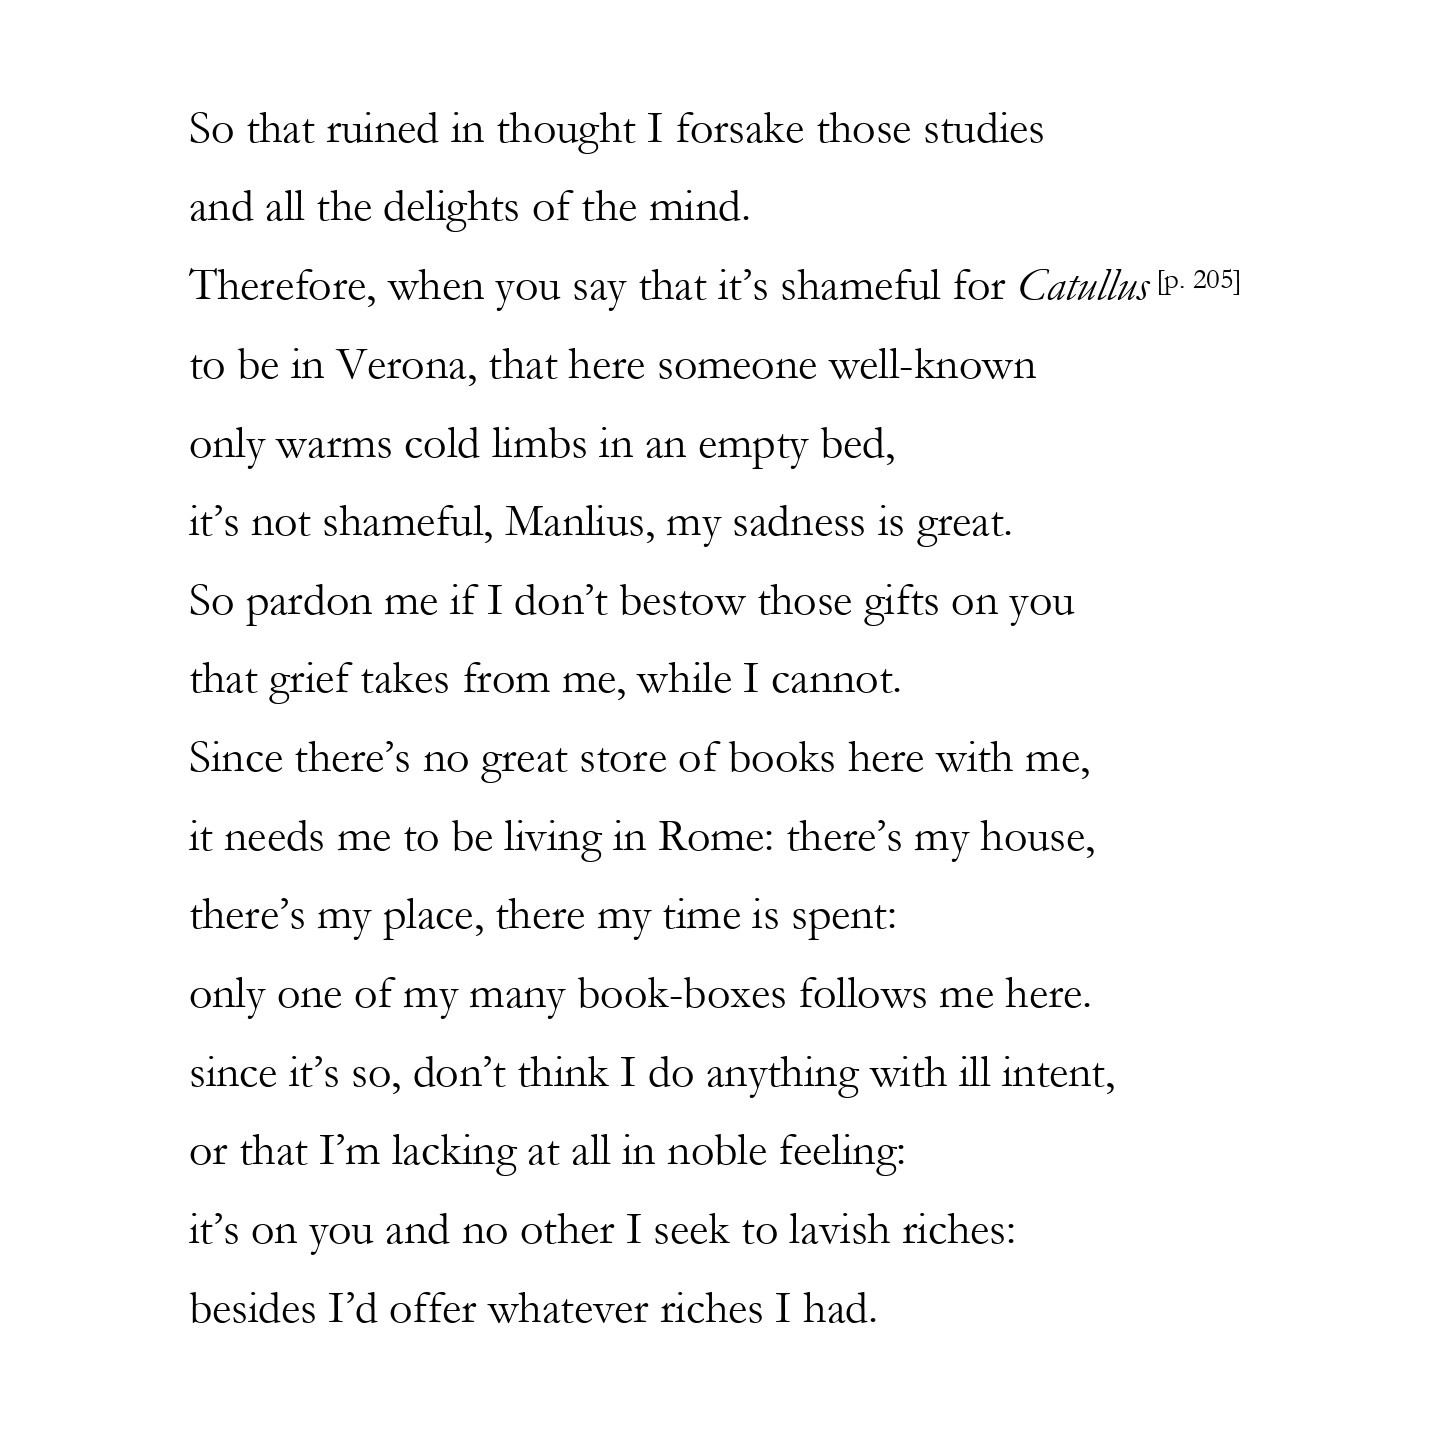 So that ruined in thought I forsake those studies
and all the delights of the mind.
Therefore, when you say that it’s shameful for Catullus [p. 205]
to be in Verona, that here someone well-known
only warms cold limbs in an empty bed,
it’s not shameful, Manlius, my sadness is great.
So pardon me if I don’t bestow those gifts on you
that grief takes from me, while I cannot.
Since there’s no great store of books here with me,
it needs me to be living in Rome: there’s my house,
there’s my place, there my time is spent:
only one of my many book-boxes follows me here.
since it’s so, don’t think I do anything with ill intent,
or that I’m lacking at all in noble feeling:
it’s on you and no other I seek to lavish riches:
besides I’d offer whatever riches I had.